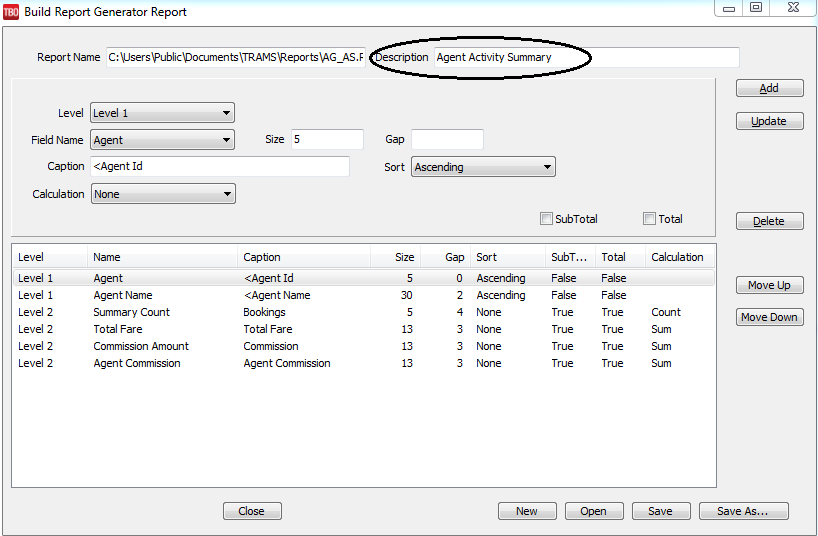 TBO Build Report Generator Report
Report Name C:\Users\Public\Documents\TRAMS\Reports\AG_AS.F Description Agent Activity Summary
Add
Level Level 1
Update
Field Name Agent Size 5 Gap
Caption <Agent Id Sort Ascending
Calculation None
SubTotal Total
Delete
Level Name Caption Size Gap Sort SubT... Total Calculation
Level 1 Agent <Agent Id 5 0 Ascending False False
Move Up
Level 1 Agent Name <Agent Name 30 2 Ascending False False
Level 2 Summary Count Bookings 5 4 None True True Count
Move Down
Level 2 Total Fare Total Fare 13 3 None True True Sum
Level 2 Commission Amount Commission 13 3 None True True Sum
Level 2 Agent Commission Agent Commission 13 3 None True True Sum
Close New Open Save Save As...